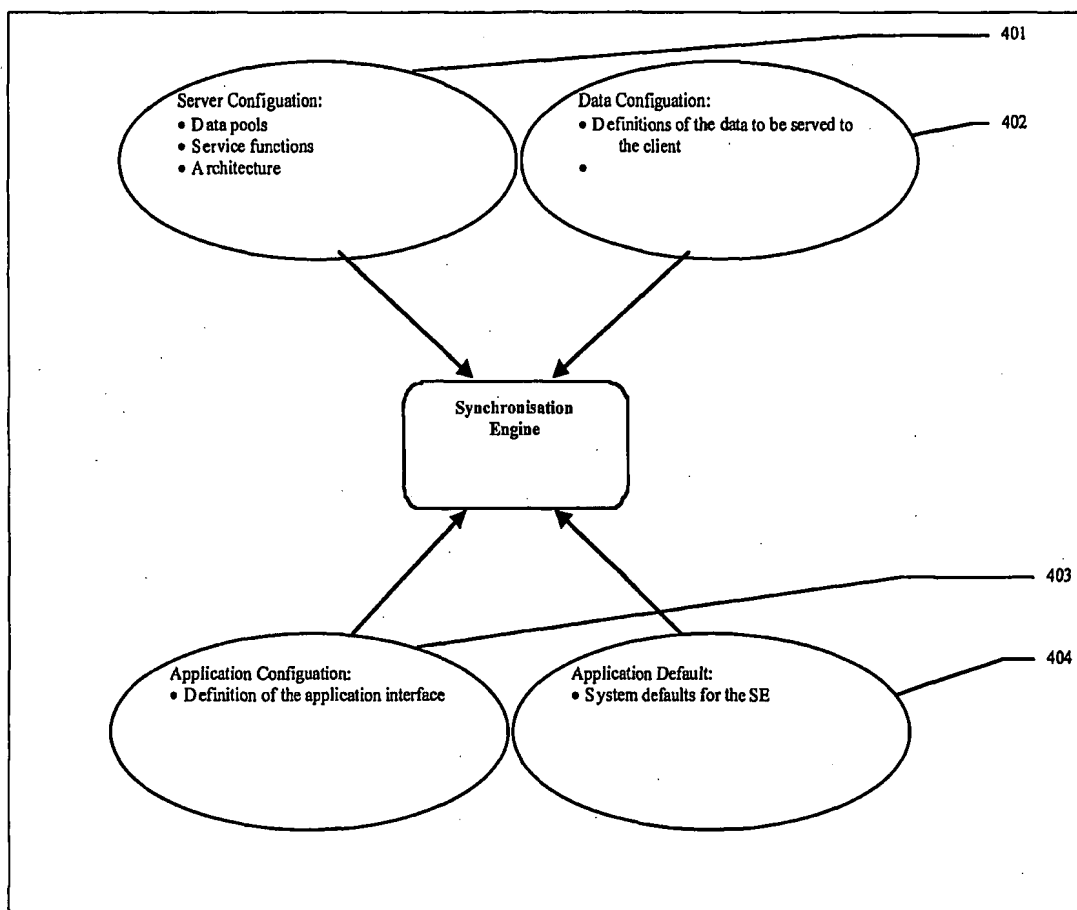 401
Server Configuation:
• Data pools
• Service functions
• Architecture
Data Configuation:
• Definitions of the data to be served to
the client
•
402
Synchronisation
Engine
403
Application Configuation:
• Definition of the application interface
Application Default:
• System defaults for the SE
404